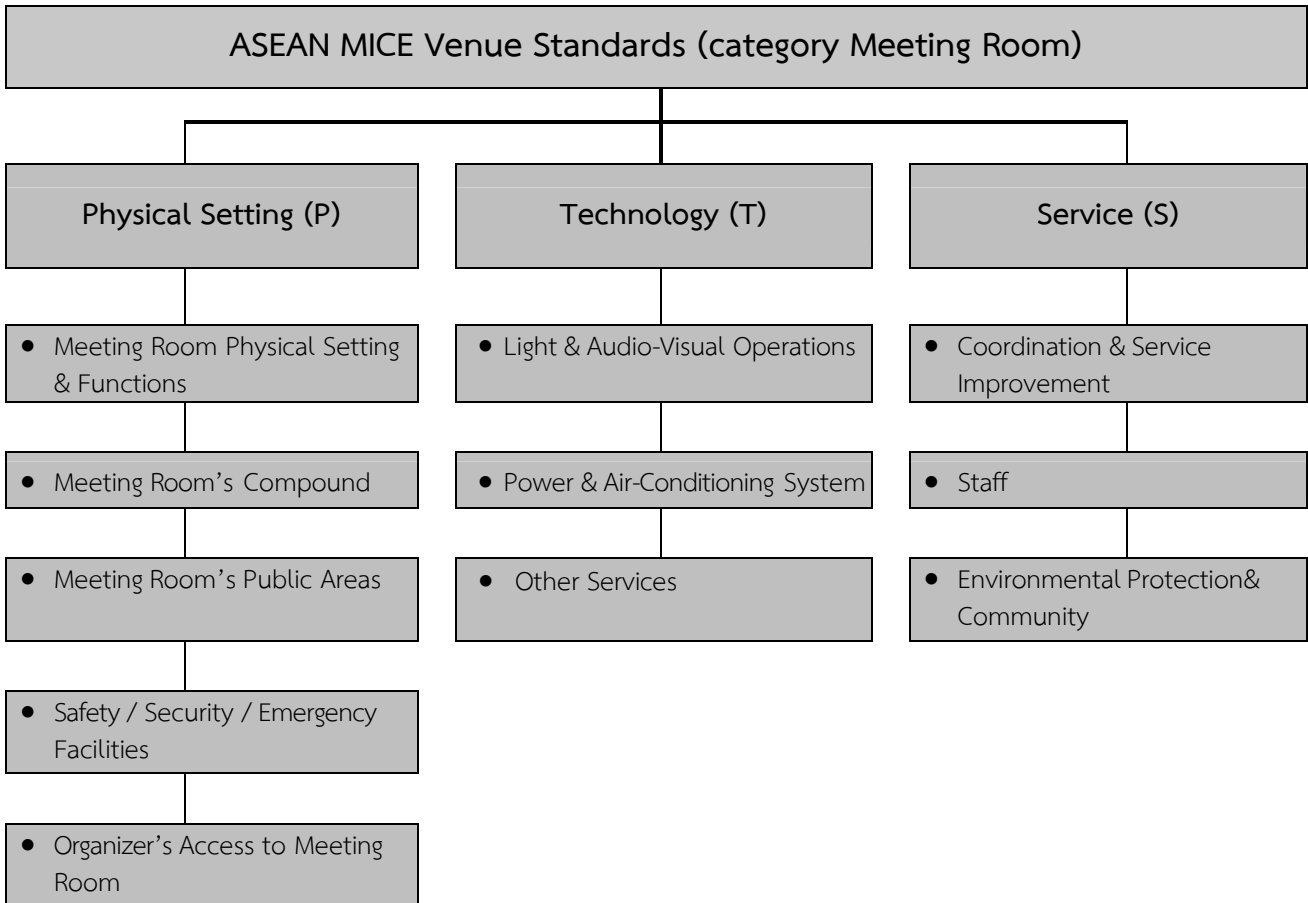 ASEAN MICE Venue Standards (category Meeting Room)
Physical Setting (P)
• Meeting Room Physical Setting
& Functions
• Meeting Room's Compound
• Meeting Room's Public Areas
• Safety / Security / Emergency
Facilities
• Organizer's Access to Meeting
Room
Technology (T)
• Light & Audio-Visual Operations
• Power & Air-Conditioning System
• Other Services
Service (S)
• Coordination & Service
Improvement
• Staff
• Environmental Protection&
Community